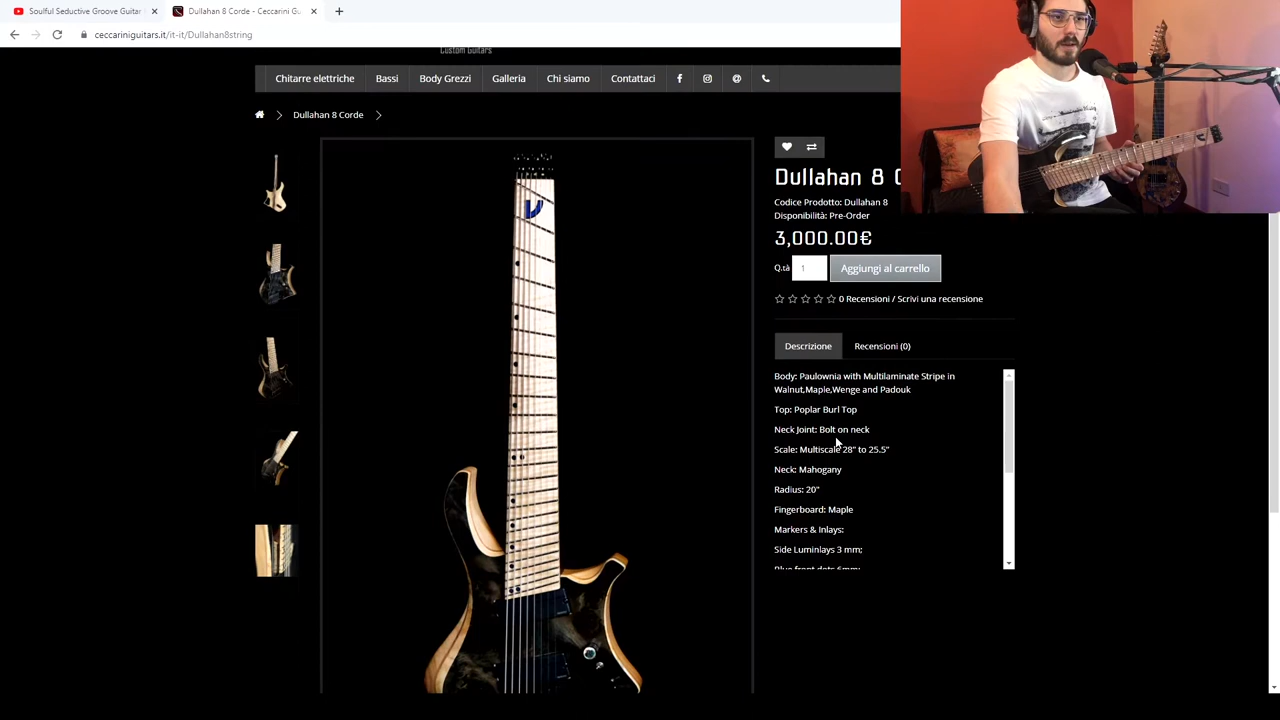 Soulful Seductive Groove Guitar
Dullahan 8 Corde - Ceccarini Gu
ceccariniguitars.it/it-it/Dullahan8string
Custom Guitars
Chitarre elettriche
Bassi
Body Grezzi
Galleria
Chi siamo
Contattaci
Dullahan 8 Corde
Dullahan 8
Codice Prodotto: Dullahan 8
Disponibilità: Pre-Order
3,000.00€
Q.tà 1 Aggiungi al carrello
0 Recensioni / Scrivi una recensione
Descrizione
Recensioni (0)
Body: Paulownia with Multilaminate Stripe in
Walnut,Maple,Wenge and Padouk
Top: Poplar Burl Top
Neck Joint: Bolt on neck
Scale: Multiscale 28" to 25.5"
Neck: Mahogany
Radius: 20"
Fingerboard: Maple
Markers & Inlays:
Side Luminlays 3 mm;
Blue front dots 6mm;